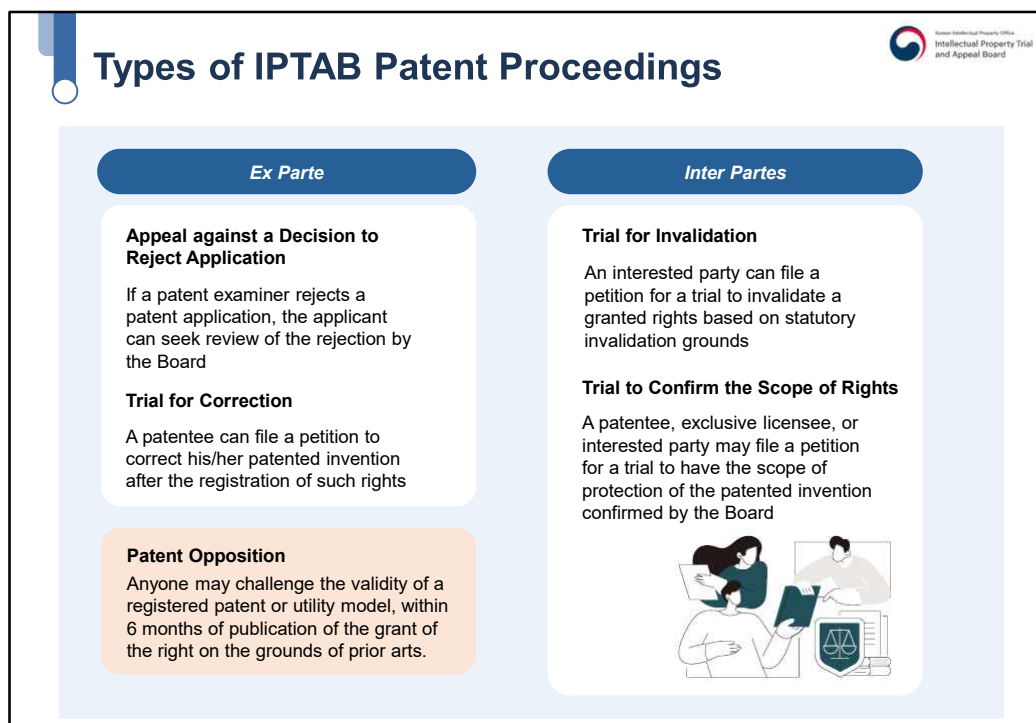 Types of IPTAB Patent Proceedings
Korean Intellectual Property Office
Intellectual Property Trial
and Appeal Board
Ex Parte
Appeal against a Decision to
Reject Application
If a patent examiner rejects a
patent application, the applicant
can seek review of the rejection by
the Board
Trial for Correction
A patentee can file a petition to
correct his/her patented invention
after the registration of such rights
Patent Opposition
Anyone may challenge the validity of a
registered patent or utility model, within
6 months of publication of the grant of
the right on the grounds of prior arts.
Inter Partes
Trial for Invalidation
An interested party can file a
petition for a trial to invalidate a
granted rights based on statutory
invalidation grounds
Trial to Confirm the Scope of Rights
A patentee, exclusive licensee, or
interested party may file a petition
for a trial to have the scope of
protection of the patented invention
confirmed by the Board